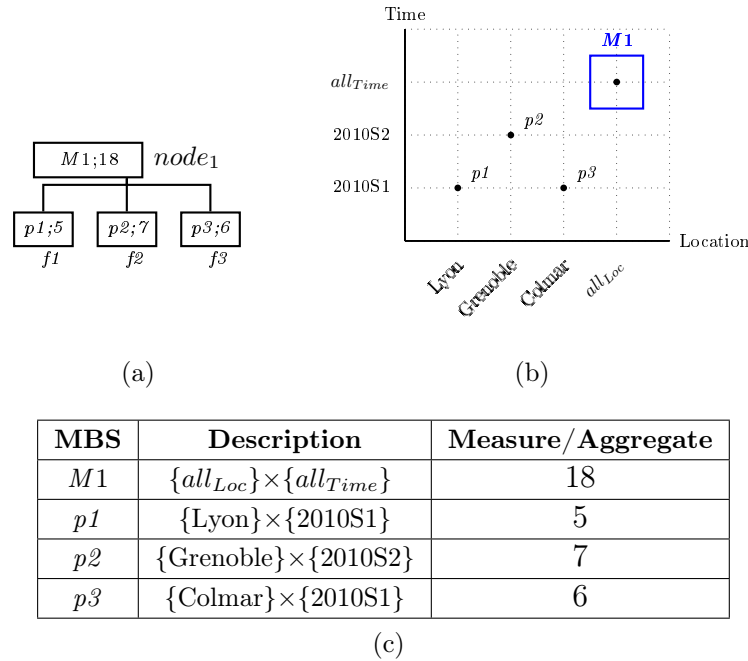 M1;18 node1
p1;5 p2;7 p3;6
f1 f2 f3
(a)
Time
M1
allTime
2010S2
p2
2010S1
p1 p3
Location
Lyon
Grenoble
Colmar
allLoc
(b)
MBS Description Measure/Aggregate
M1 {allLoc}×{allTime} 18
p1 {Lyon}×{2010S1} 5
p2 {Grenoble}×{2010S2} 7
p3 {Colmar}×{2010S1} 6
(c)